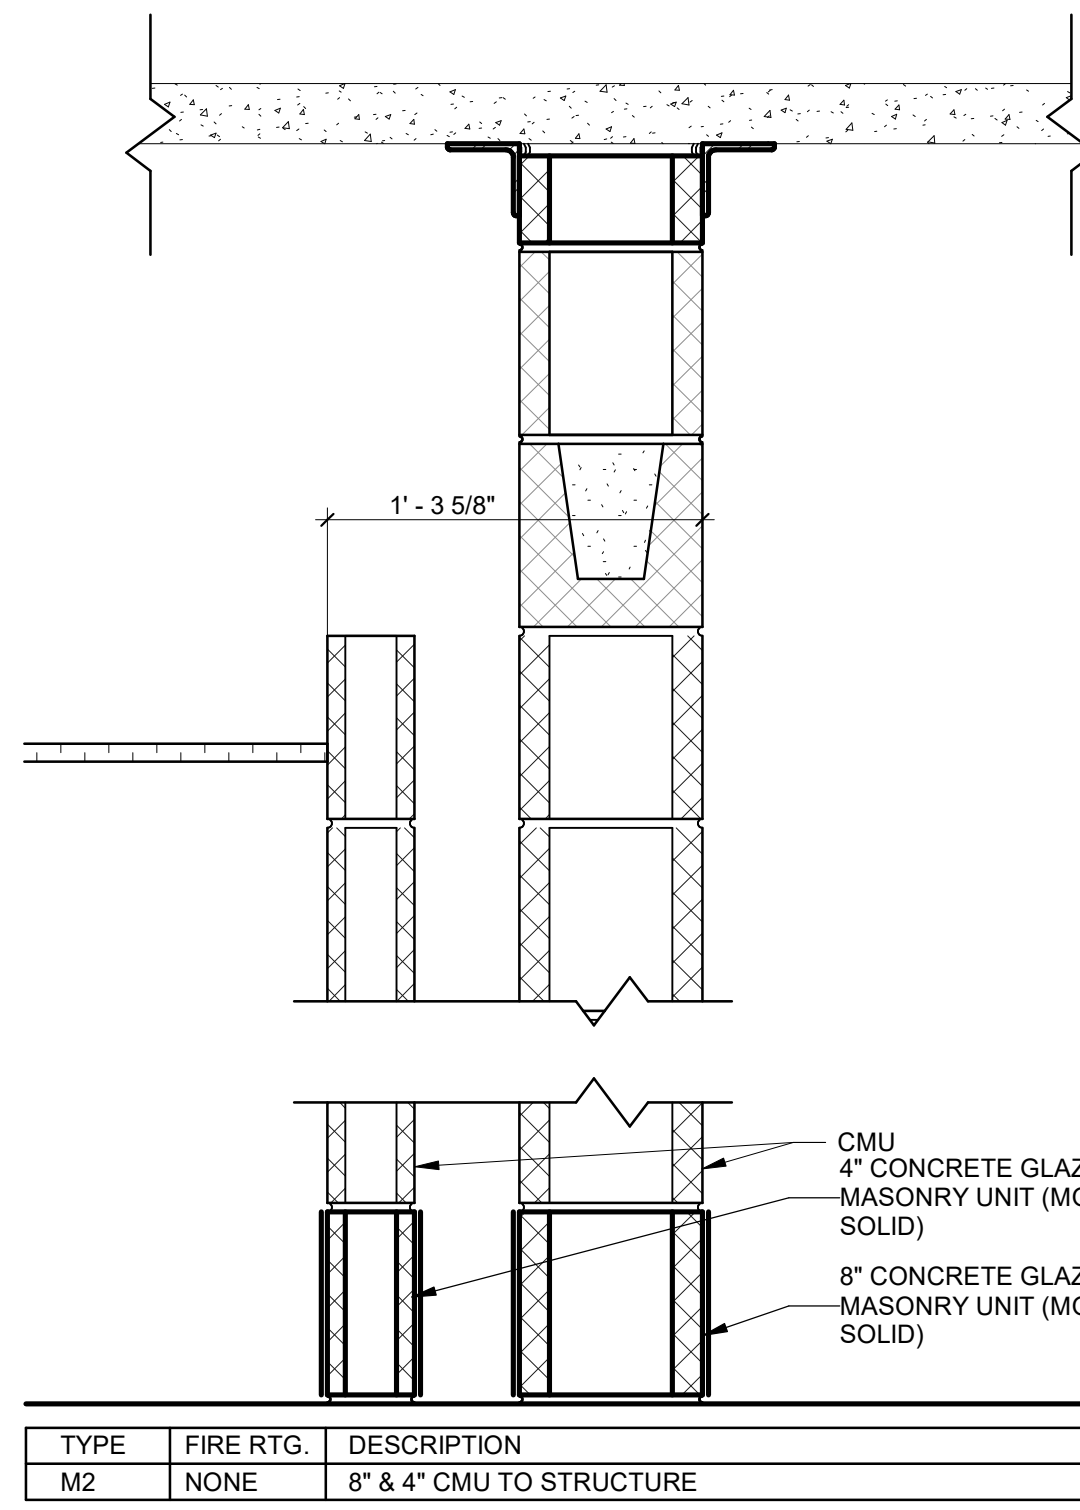 1' - 3 5/8"
CMU
4" CONCRETE GLAZ
MASONRY UNIT (MO
SOLID)
8" CONCRETE GLAZ
MASONRY UNIT (MO
SOLID)
TYPE FIRE RTG. DESCRIPTION
M2 NONE 8" & 4" CMU TO STRUCTURE